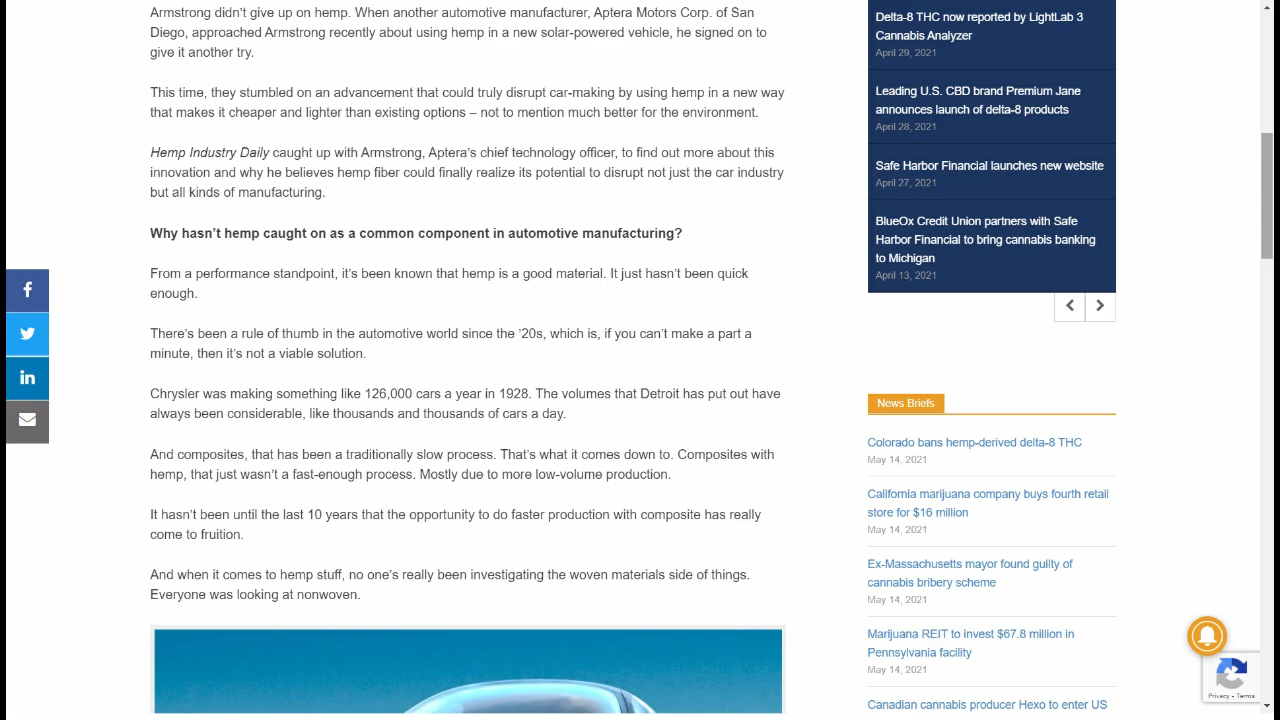 Armstrong didn't give up on hemp. When another automotive manufacturer, Aptera Motors Corp. of San
Diego, approached Armstrong recently about using hemp in a new solar-powered vehicle, he signed on to
give it another try.
This time, they stumbled on an advancement that could truly disrupt car-making by using hemp in a new way
that makes it cheaper and lighter than existing options – not to mention much better for the environment.
Hemp Industry Daily caught up with Armstrong, Aptera's chief technology officer, to find out more about this
innovation and why he believes hemp fiber could finally realize its potential to disrupt not just the car industry
but all kinds of manufacturing.
Why hasn't hemp caught on as a common component in automotive manufacturing?
From a performance standpoint, it's been known that hemp is a good material. It just hasn't been quick
enough.
There's been a rule of thumb in the automotive world since the '20s, which is, if you can't make a part a
minute, then it's not a viable solution.
Chrysler was making something like 126,000 cars a year in 1928. The volumes that Detroit has put out have
always been considerable, like thousands and thousands of cars a day.
And composites, that has been a traditionally slow process. That's what it comes down to. Composites with
hemp, that just wasn't a fast-enough process. Mostly due to more low-volume production.
It hasn't been until the last 10 years that the opportunity to do faster production with composite has really
come to fruition.
And when it comes to hemp stuff, no one's really been investigating the woven materials side of things.
Everyone was looking at nonwoven.
Delta-8 THC now reported by LightLab 3
Cannabis Analyzer
April 29, 2021
Leading U.S. CBD brand Premium Jane
announces launch of delta-8 products
April 28, 2021
Safe Harbor Financial launches new website
April 27, 2021
BlueOx Credit Union partners with Safe
Harbor Financial to bring cannabis banking
to Michigan
April 13, 2021
News Briefs
Colorado bans hemp-derived delta-8 THC
May 14, 2021
California marijuana company buys fourth retail
store for $16 million
May 14, 2021
Ex-Massachusetts mayor found guilty of
cannabis bribery scheme
May 14, 2021
Marijuana REIT to invest $67.8 million in
Pennsylvania facility
May 14, 2021
Canadian cannabis producer Hexo to enter US
Privacy - Terms